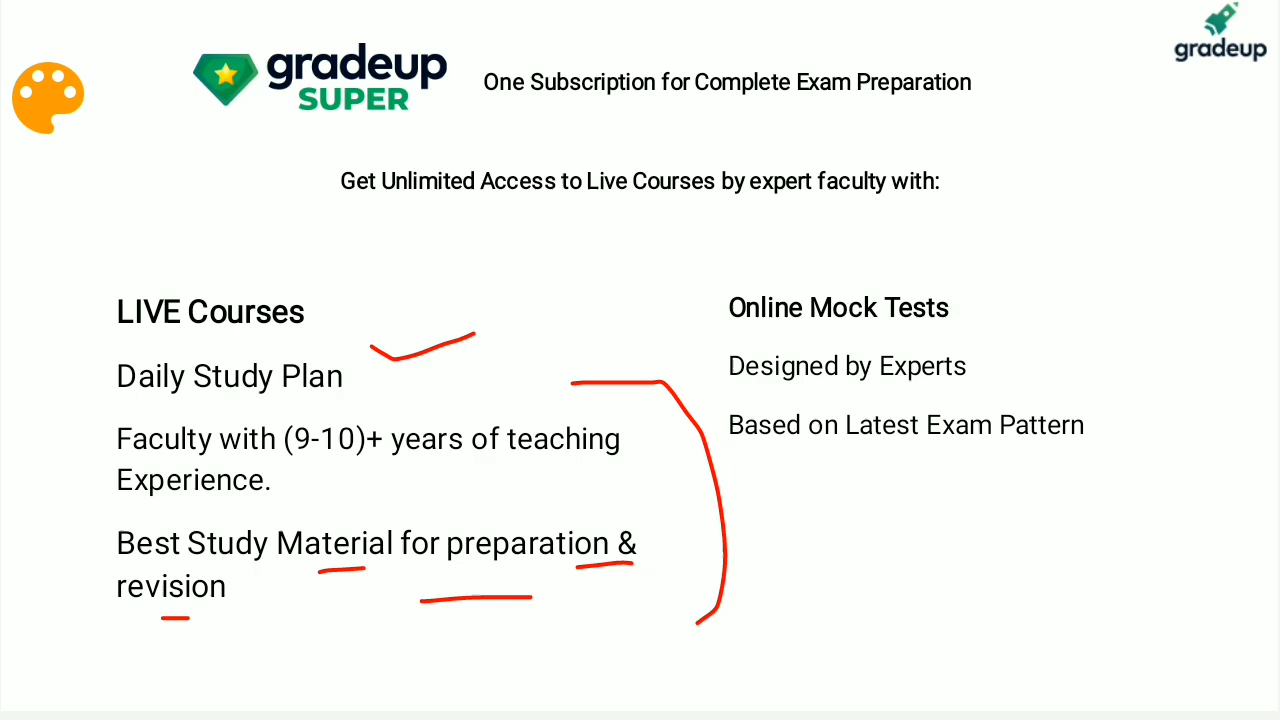 gradeup
gradeup
SUPER
One Subscription for Complete Exam Preparation
Get Unlimited Access to Live Courses by expert faculty with:
LIVE Courses
Daily Study Plan
Faculty with (9-10)+ years of teaching
Experience.
Best Study Material for preparation &
revision
Online Mock Tests
Designed by Experts
Based on Latest Exam Pattern